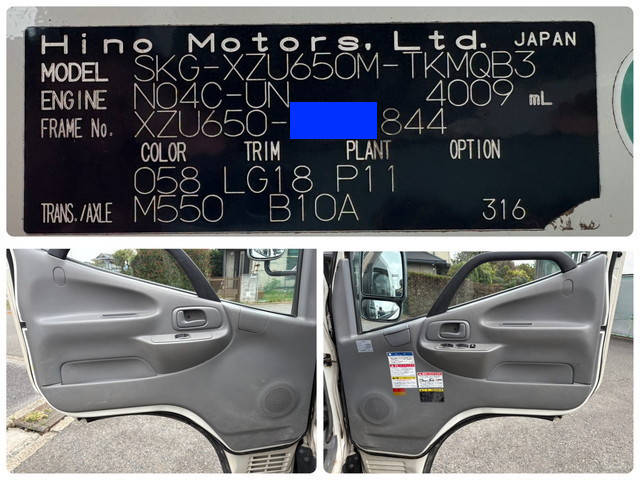 Hino Motors, Ltd. JAPAN
MODEL SKG-XZU650M-TKMQB3
ENGINE N04C-UN 4009 mL
FRAME No. XZU650- 844
COLOR TRIM PLANT OPTION
058 LG18 P11
TRANS./AXLE M550 B10A 316